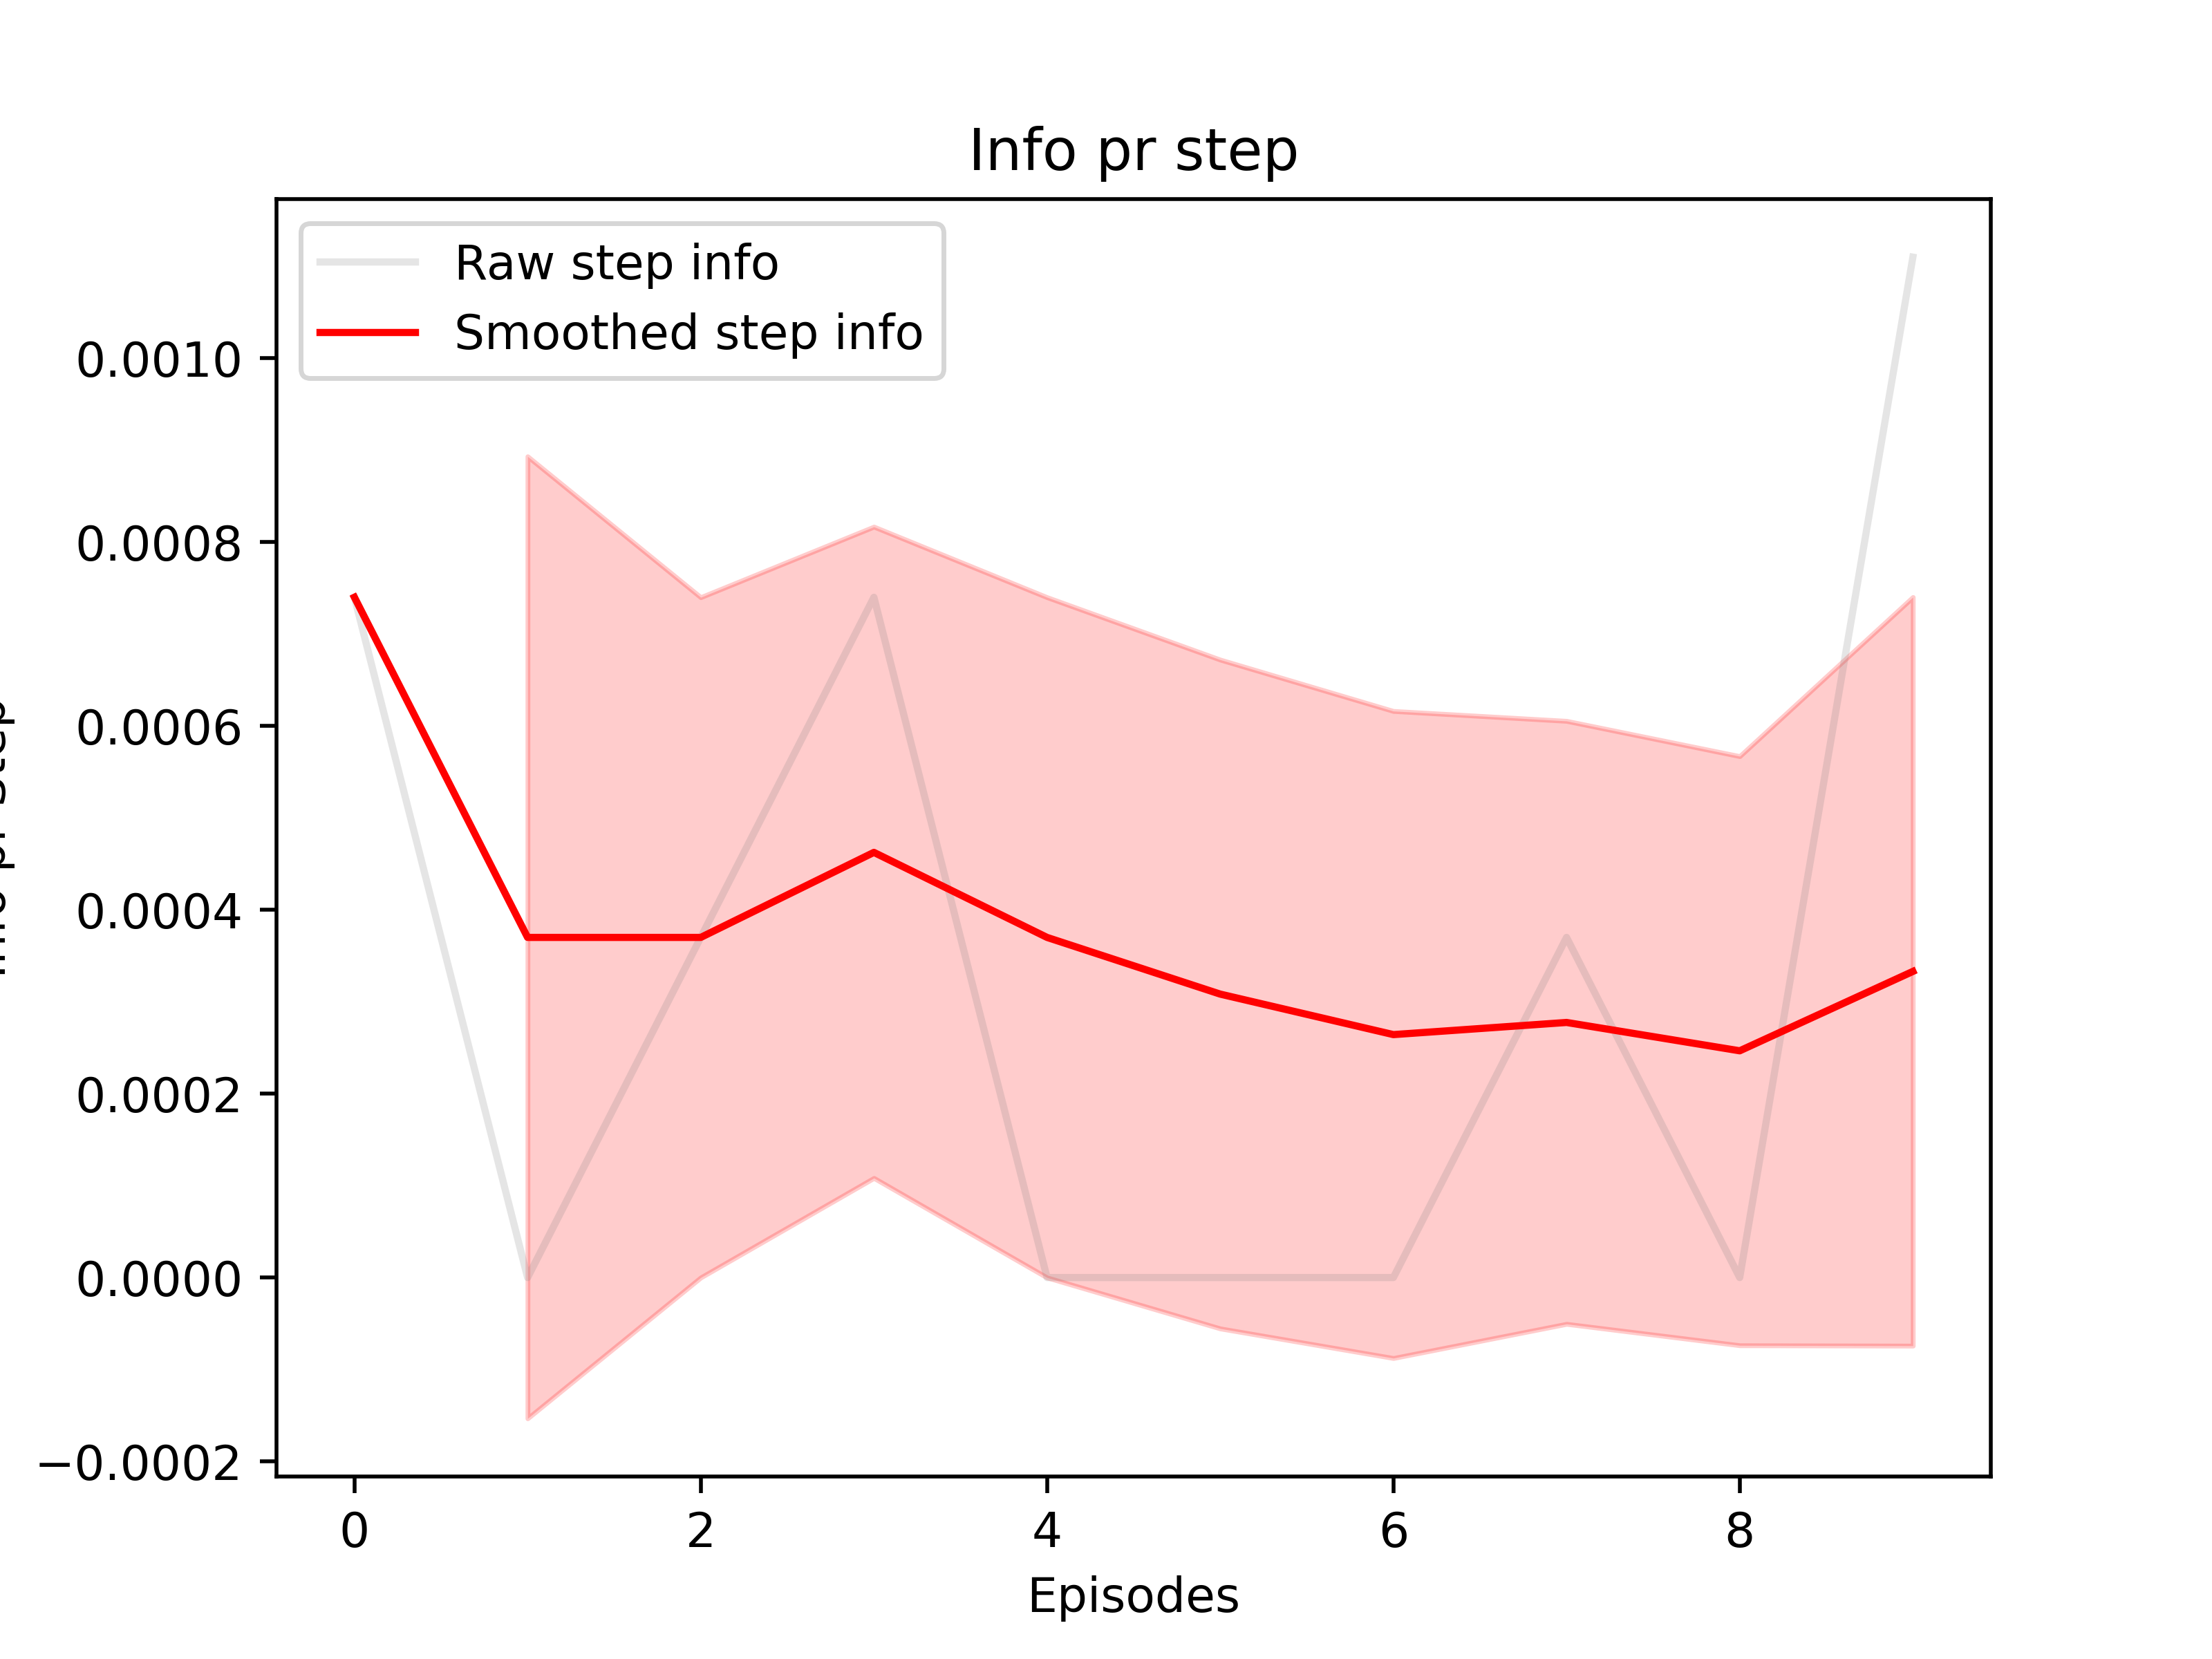 Info pr step
Raw step info
Smoothed step info
0.0010
0.0008
0.0006
0.0004
0.0002
0.0000
−0.0002
0 2 4 6 8
Episodes